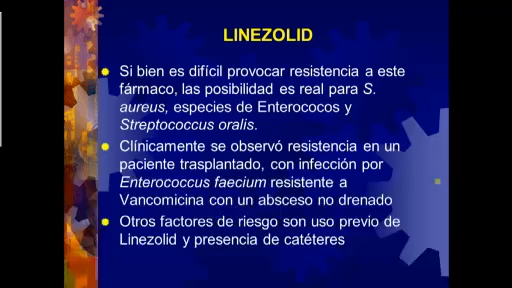 LINEZOLID
Si bien es difícil provocar resistencia a este
fármaco, las posibilidad es real para S.
aureus, especies de Enterococos y
Streptococcus oralis.
Clínicamente se observó resistencia en un
paciente trasplantado, con infección por
Enterococcus faecium resistente a
Vancomicina con un absceso no drenado
Otros factores de riesgo son uso previo de
Linezolid y presencia de catéteres